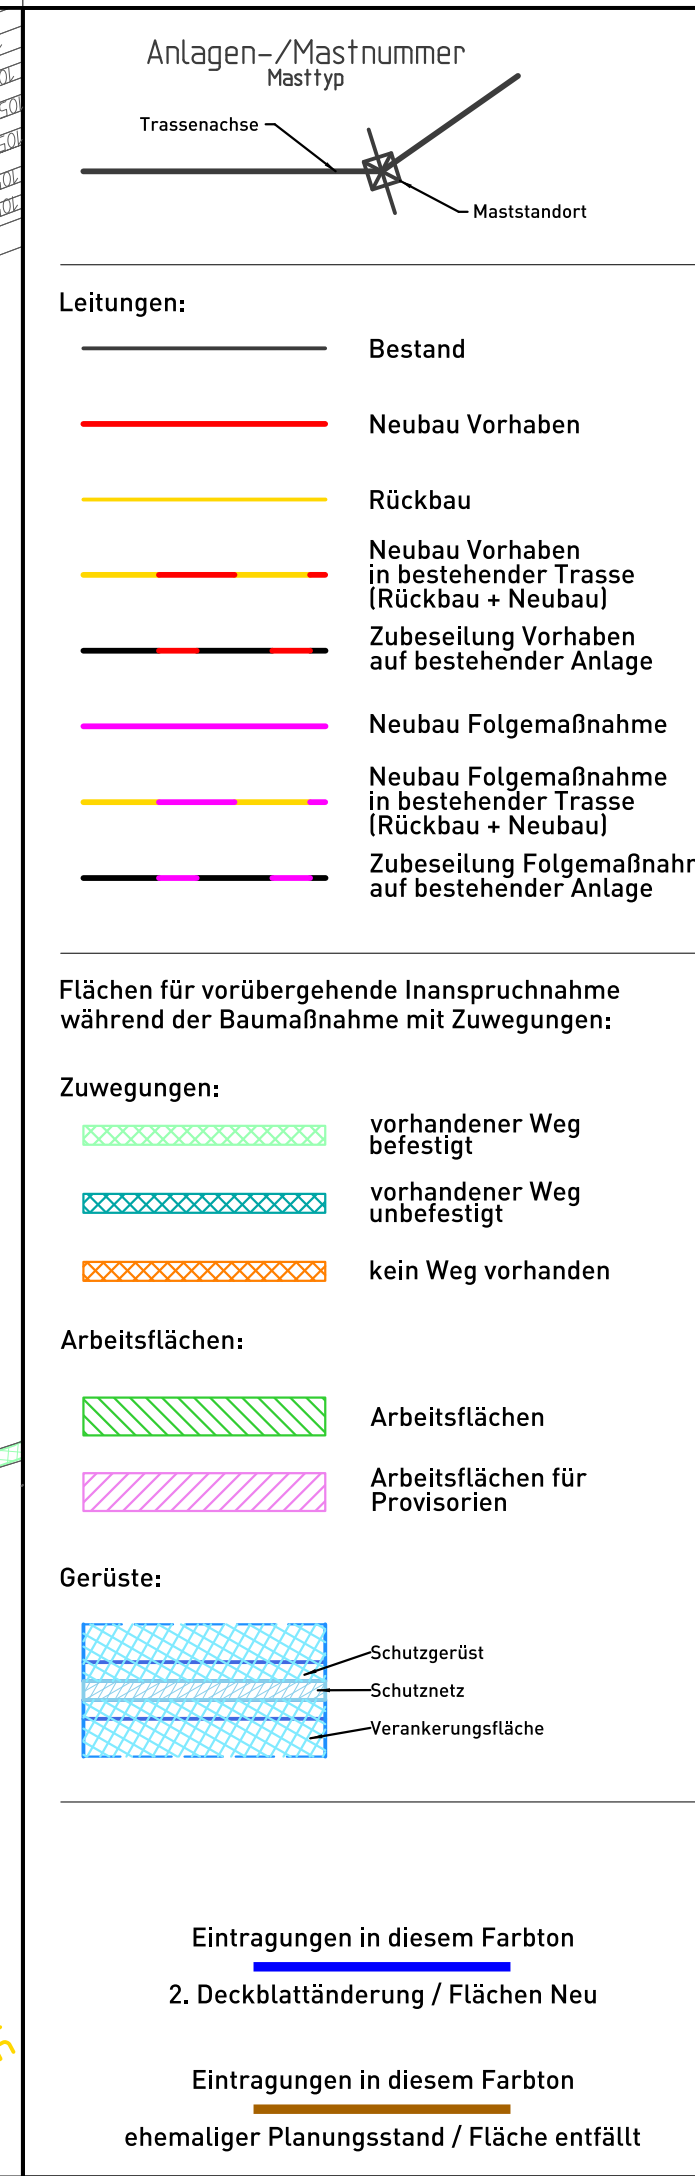 Anlagen-/Mastnummer
Masttyp
Trassenachse
Maststandort
Leitungen:
Bestand
Neubau Vorhaben
Rückbau
Neubau Vorhaben
in bestehender Trasse
(Rückbau + Neubau)
Zubeseilung Vorhaben
auf bestehender Anlage
Neubau Folgemaßnahme
Neubau Folgemaßnahme
in bestehender Trasse
(Rückbau + Neubau)
Zubeseilung Folgemaßnahm
auf bestehender Anlage
Flächen für vorübergehende Inanspruchnahme
während der Baumaßnahme mit Zuwegungen:
Zuwegungen:
vorhandener Weg
befestigt
vorhandener Weg
unbefestigt
kein Weg vorhanden
Arbeitsflächen:
Arbeitsflächen
Arbeitsflächen für
Provisorien
Gerüste:
Schutzgerüst
Schutznetz
Verankerungsfläche
Eintragungen in diesem Farbton
2. Deckblattänderung / Flächen Neu
Eintragungen in diesem Farbton
ehemaliger Planungsstand / Fläche entfällt